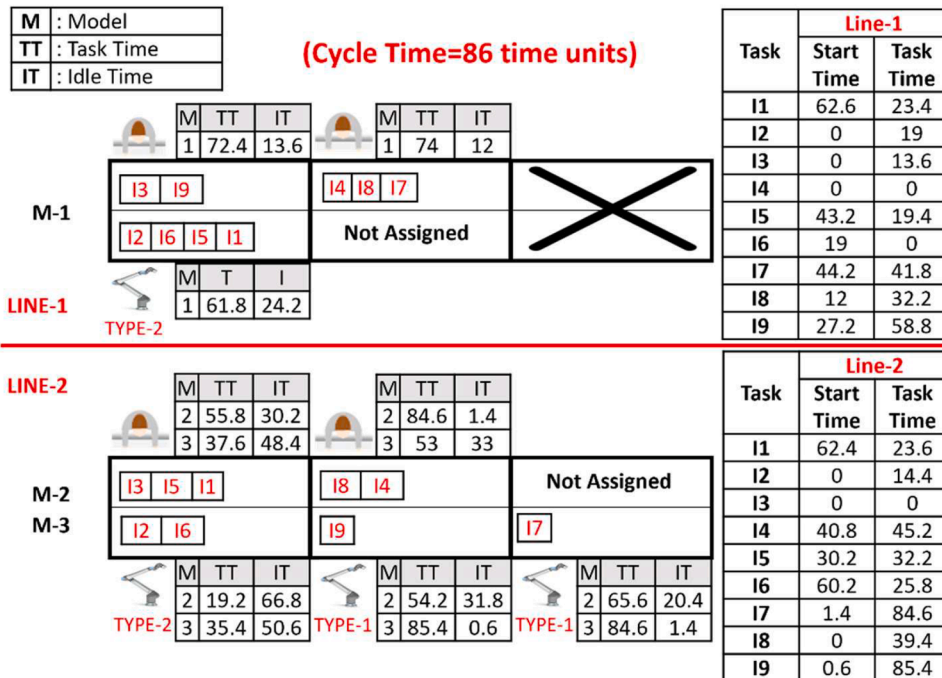 M : Model
TT : Task Time
IT : Idle Time
(Cycle Time=86 time units)
M TT IT
1 72.4 13.6
M TT IT
1 74 12
M-1
I3 I9
I4 I8 I7
I2 I6 I5 I1
Not Assigned
LINE-1
TYPE-2
M T I
1 61.8 24.2
Task Line-1
Start Time Task Time
I1 62.6 23.4
I2 0 19
I3 0 13.6
I4 0 0
I5 43.2 19.4
I6 19 0
I7 44.2 41.8
I8 12 32.2
I9 27.2 58.8
LINE-2
M TT IT
2 55.8 30.2
3 37.6 48.4
M TT IT
2 84.6 1.4
3 53 33
M-2
M-3
I3 I5 I1
I8 I4
Not Assigned
I2 I6
I9
I7
TYPE-2
M TT IT
2 19.2 66.8
3 35.4 50.6
TYPE-1
M TT IT
2 54.2 31.8
3 85.4 0.6
TYPE-1
M TT IT
2 65.6 20.4
3 84.6 1.4
Task Line-2
Start Time Task Time
I1 62.4 23.6
I2 0 14.4
I3 0 0
I4 40.8 45.2
I5 30.2 32.2
I6 60.2 25.8
I7 1.4 84.6
I8 0 39.4
I9 0.6 85.4